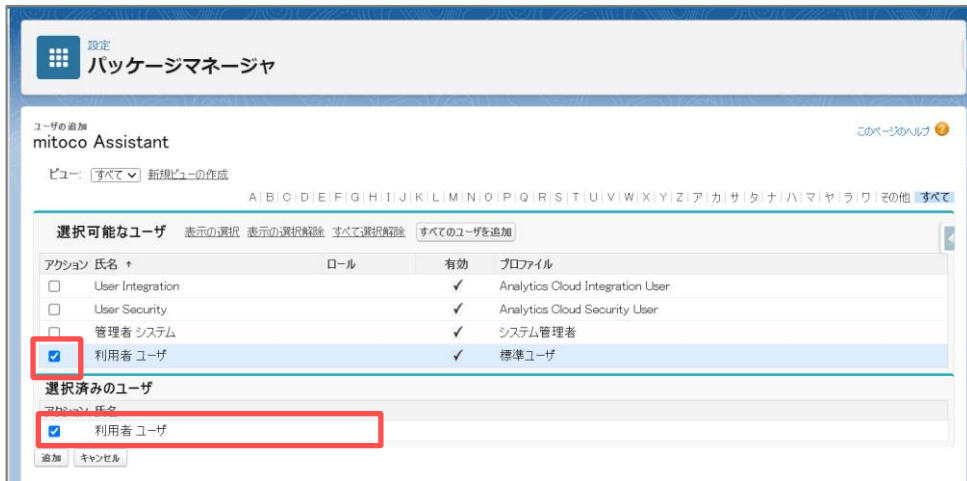 設定
パッケージマネージャ
ユーザの追加
mitoco Assistant
このページのヘルプ
ビュー: すべて 新規ビューの作成
A | B | C | D | E | F | G | H | I | J | K | L | M | N | O | P | Q | R | S | T | U | V | W | X | Y | Z | ア | カ | サ | タ | ナ | ハ | マ | ヤ | ラ | ワ | その他 | すべて
選択可能なユーザ 表示の選択 表示の選択解除 すべて選択解除 すべてのユーザを追加
アクション 氏名 ↑ ロール 有効 プロファイル
User Integration ✓ Analytics Cloud Integration User
User Security ✓ Analytics Cloud Security User
管理者 システム ✓ システム管理者
利用者 ユーザ ✓ 標準ユーザ
選択済みのユーザ
アクション 氏名
利用者 ユーザ
追加 キャンセル